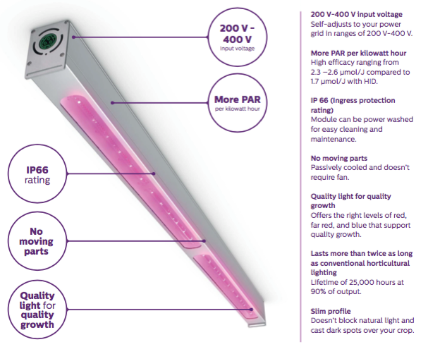 200 V –
400 V
input voltage
More PAR
per kilowatt hour
IP66
rating
No
moving
parts
Quality
light for
quality
growth
200 V–400 V input voltage
Self-adjusts to your power
grid in ranges of 200 V–400 V.
More PAR per kilowatt hour
High efficacy ranging from
2.3 –2.6 μmol/J compared to
1.7 μmol/J with HID.
IP 66 (Ingress protection
rating)
Module can be power washed
for easy cleaning and
maintenance.
No moving parts
Passively cooled and doesn't
require fan.
Quality light for quality
growth
Offers the right levels of red,
far red, and blue that support
quality growth.
Lasts more than twice as long
as conventional horticultural
lighting
Lifetime of 25,000 hours at
90% of output.
Slim profile
Doesn't block natural light and
cast dark spots over your crop.